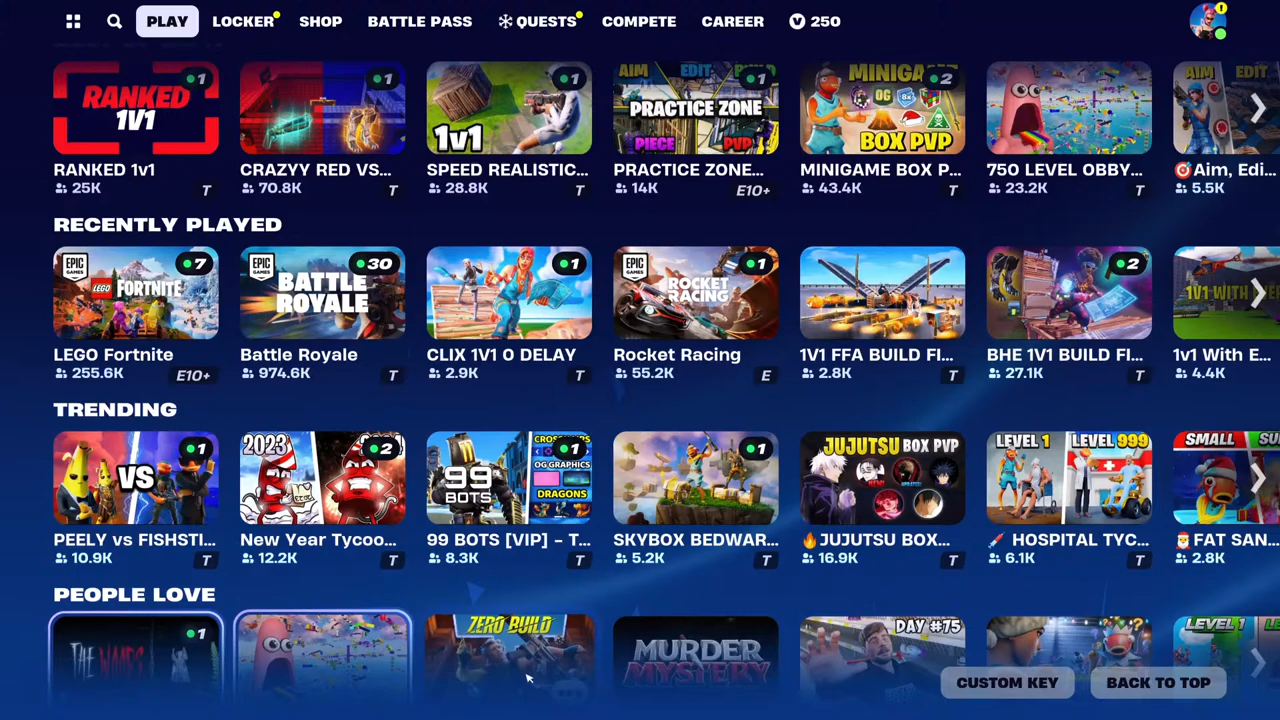 PLAY LOCKER SHOP BATTLE PASS QUESTS COMPETE CAREER 250
RANKED 1V1 1
1
1V1 1
AIM EDIT PRACTICE ZONE PIECE PVP 1
MINIGA OG 8x BOX PVP 2
AIM EDIT
RANKED 1v1
CRAZYY RED VS...
SPEED REALISTIC...
PRACTICE ZONE...
MINIGAME BOX P...
750 LEVEL OBBY...
🎯Aim, Edi...
25K T
70.8K T
28.8K T
14K E10+
43.4K T
23.2K T
5.5K
RECENTLY PLAYED
EPIC GAMES LEGO FORTNITE 7
EPIC GAMES BATTLE ROYALE 30
1
EPIC GAMES ROCKET RACING 1
2
1V1 WITH
LEGO Fortnite
Battle Royale
CLIX 1V1 0 DELAY
Rocket Racing
1V1 FFA BUILD FI...
BHE 1V1 BUILD FI...
1v1 With E...
255.6K E10+
974.6K T
2.9K T
55.2K E
2.8K T
27.1K T
4.4K
TRENDING
VS 1
2023 2
99 BOTS OG GRAPHICS DRAGONS 1
1
JUJUTSU BOX PVP
LEVEL 1 LEVEL 999
SMALL
PEELY vs FISHSTI...
New Year Tycoo...
99 BOTS [VIP] - T...
SKYBOX BEDWAR...
🔥JUJUTSU BOX...
HOSPITAL TYC...
🎅FAT SAN...
10.9K T
12.2K T
8.3K T
5.2K T
16.9K T
6.1K T
2.8K
PEOPLE LOVE
1
ZERO BUILD
MURDER MYSTERY
DAY #75
LEVEL 1
CUSTOM KEY BACK TO TOP